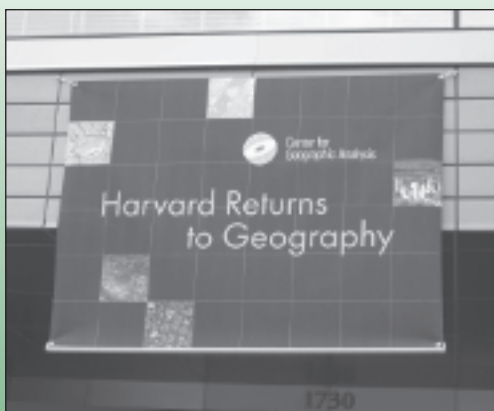 Center for
Geographic Analysis
Harvard Returns
to Geography
1730